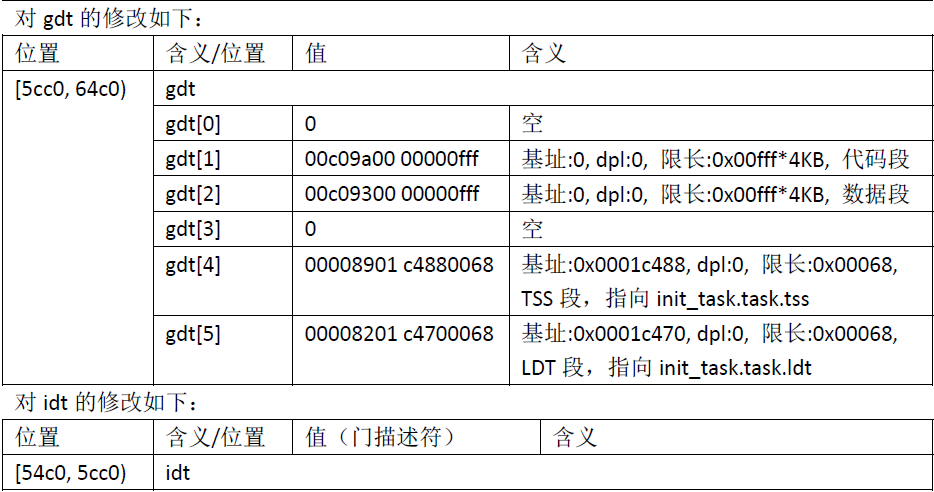 对 gdt 的修改如下：
位置 含义/位置 值 含义
[5cc0, 64c0) gdt
gdt[0] 0 空
gdt[1] 00c09a00 00000fff 基址:0, dpl:0, 限长:0x00fff*4KB, 代码段
gdt[2] 00c09300 00000fff 基址:0, dpl:0, 限长:0x00fff*4KB, 数据段
gdt[3] 0 空
gdt[4] 00008901 c4880068 基址:0x0001c488, dpl:0, 限长:0x00068,
TSS 段，指向 init_task.task.tss
gdt[5] 00008201 c4700068 基址:0x0001c470, dpl:0, 限长:0x00068,
LDT 段，指向 init_task.task.ldt
对 idt 的修改如下：
位置 含义/位置 值（门描述符） 含义
[54c0, 5cc0) idt